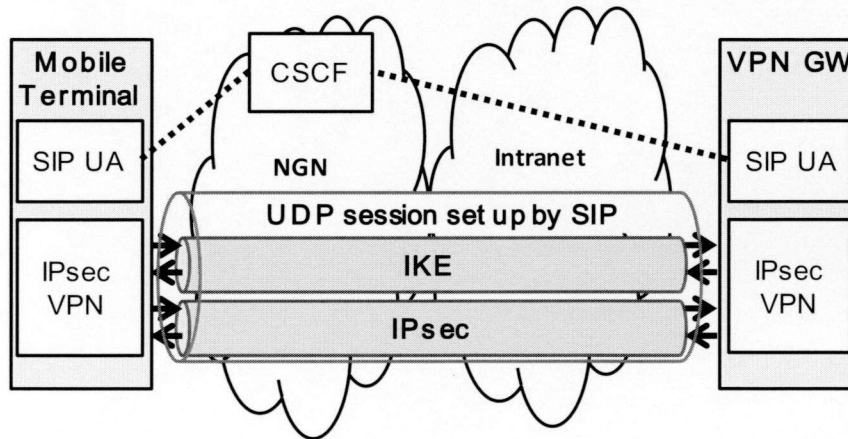 Mobile
Terminal
SIP UA
IPsec
VPN
CSCF
NGN
Intranet
UDP session set up by SIP
IKE
IPsec
VPN GW
SIP UA
IPsec
VPN